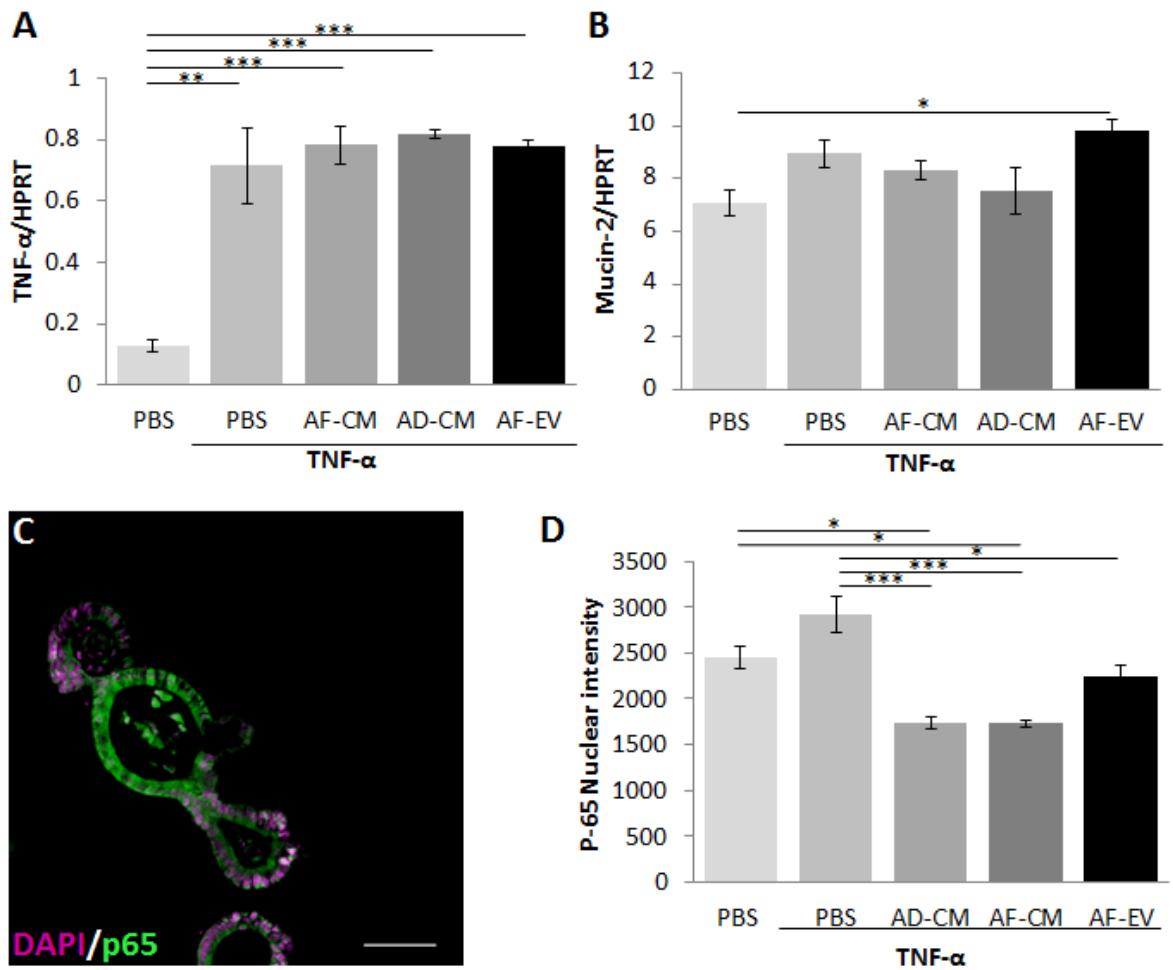 A
***
***
***
**
1
0.8
0.6
0.4
0.2
0
TNF-α/HPRT
PBS PBS AF-CM AD-CM AF-EV
TNF-α
B
*
12
10
8
6
4
2
0
Mucin-2/HPRT
PBS PBS AF-CM AD-CM AF-EV
TNF-α
C
DAPI/p65
D
*
*
*
***
***
3500
3000
2500
2000
1500
1000
500
0
P-65 Nuclear intensity
PBS PBS AD-CM AF-CM AF-EV
TNF-α